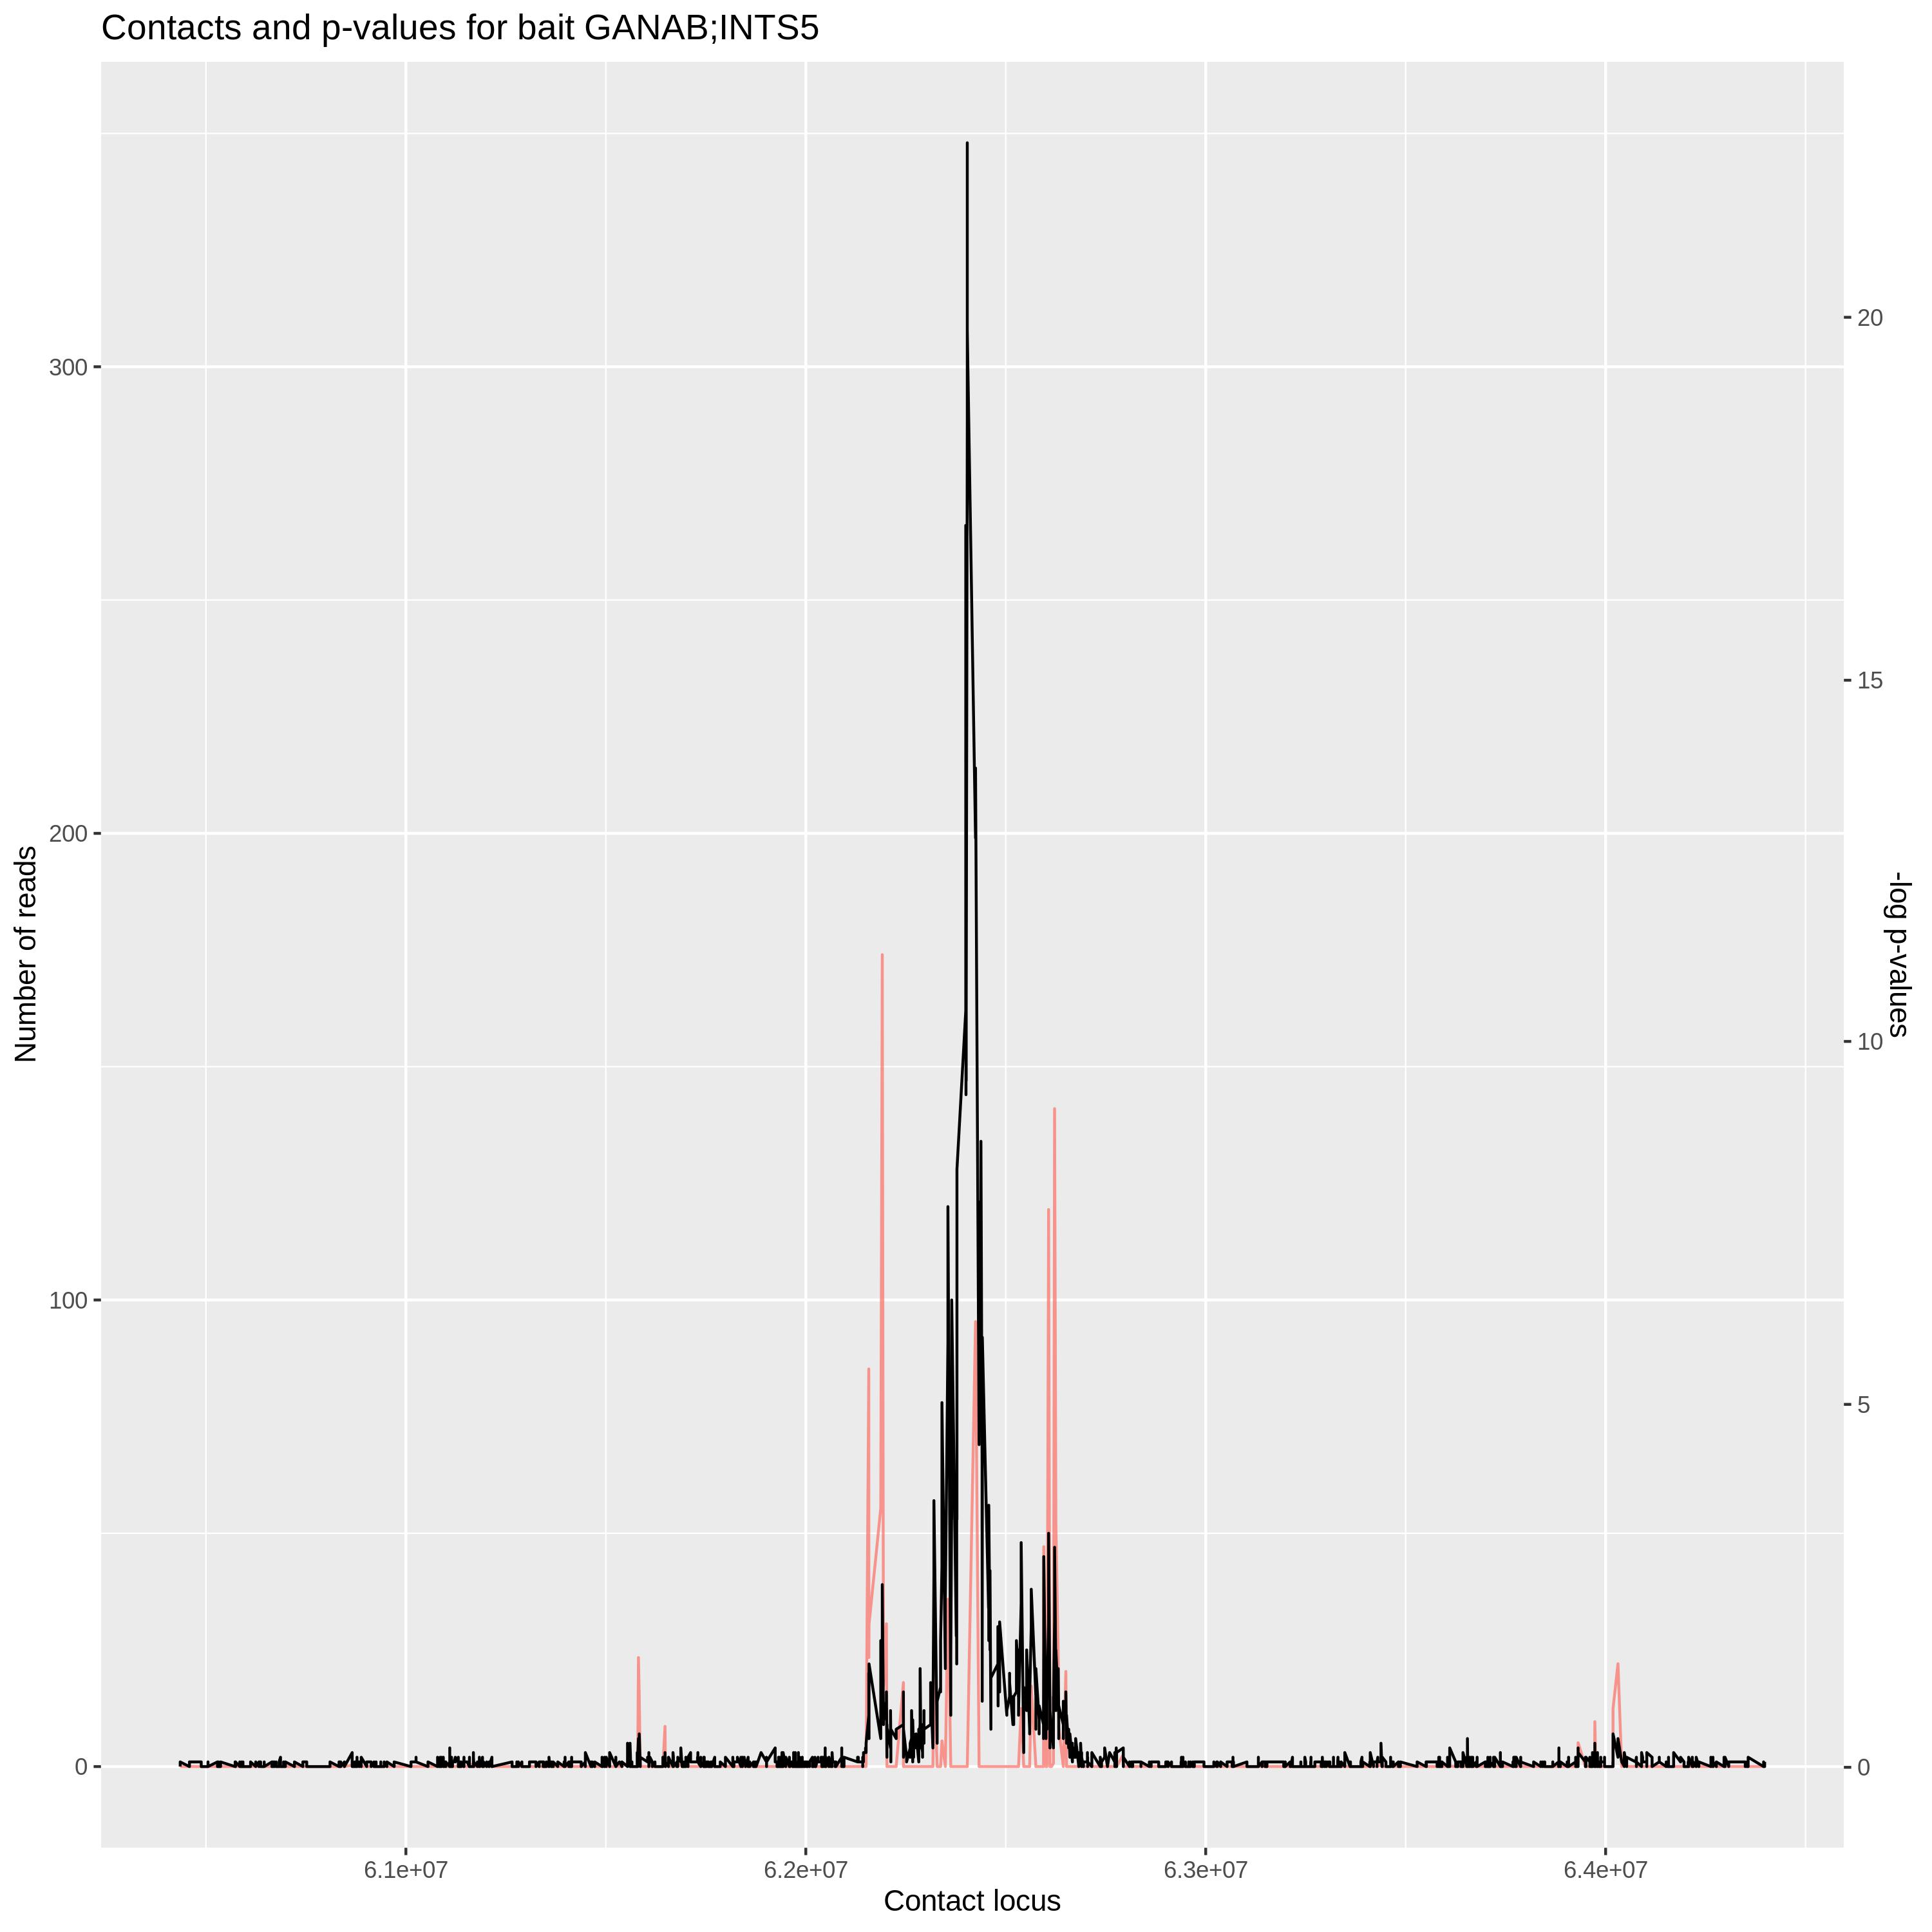 Contacts and p-values for bait GANAB;INTS5
300
200
100
0
Number of reads
20
15
10
5
0
-log p-values
6.1e+07 6.2e+07 6.3e+07 6.4e+07
Contact locus